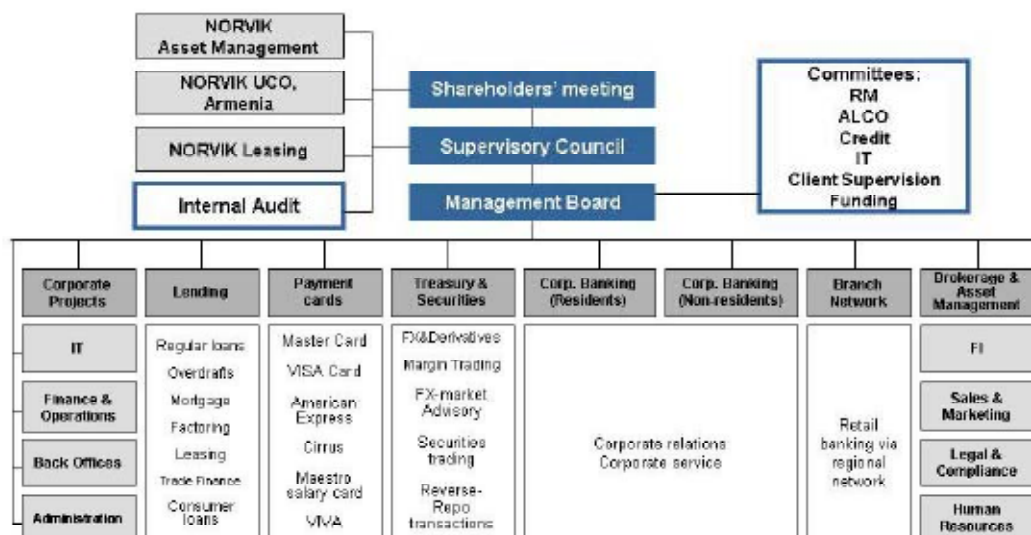 NORVIK
Asset Management
NORVIK UCO,
Armenia
NORVIK Leasing
Internal Audit
Shareholders' meeting
Supervisory Council
Management Board
Committees:
RM
ALCO
Credit
IT
Client Supervision
Funding
Corporate
Projects
Lending
Payment
cards
Treasury &
Securities
Corp. Banking
(Residents)
Corp. Banking
(Non-residents)
Branch
Network
Brokerage &
Asset
Management
IT
Finance &
Operations
Back Offices
Administration
Regular loans
Overdrafts
Mortgage
Factoring
Leasing
Trade Finance
Consumer
loans
Master Card
VISA Card
American
Express
Cirrus
Maestro
salary card
VIVA
FX&Derivatives
Margin Trading
FX-market
Advisory
Securities
trading
Reverse-
Repo
transactions
Corporate relations
Corporate service
Retail
banking via
regional
network
FI
Sales &
Marketing
Legal &
Compliance
Human
Resources